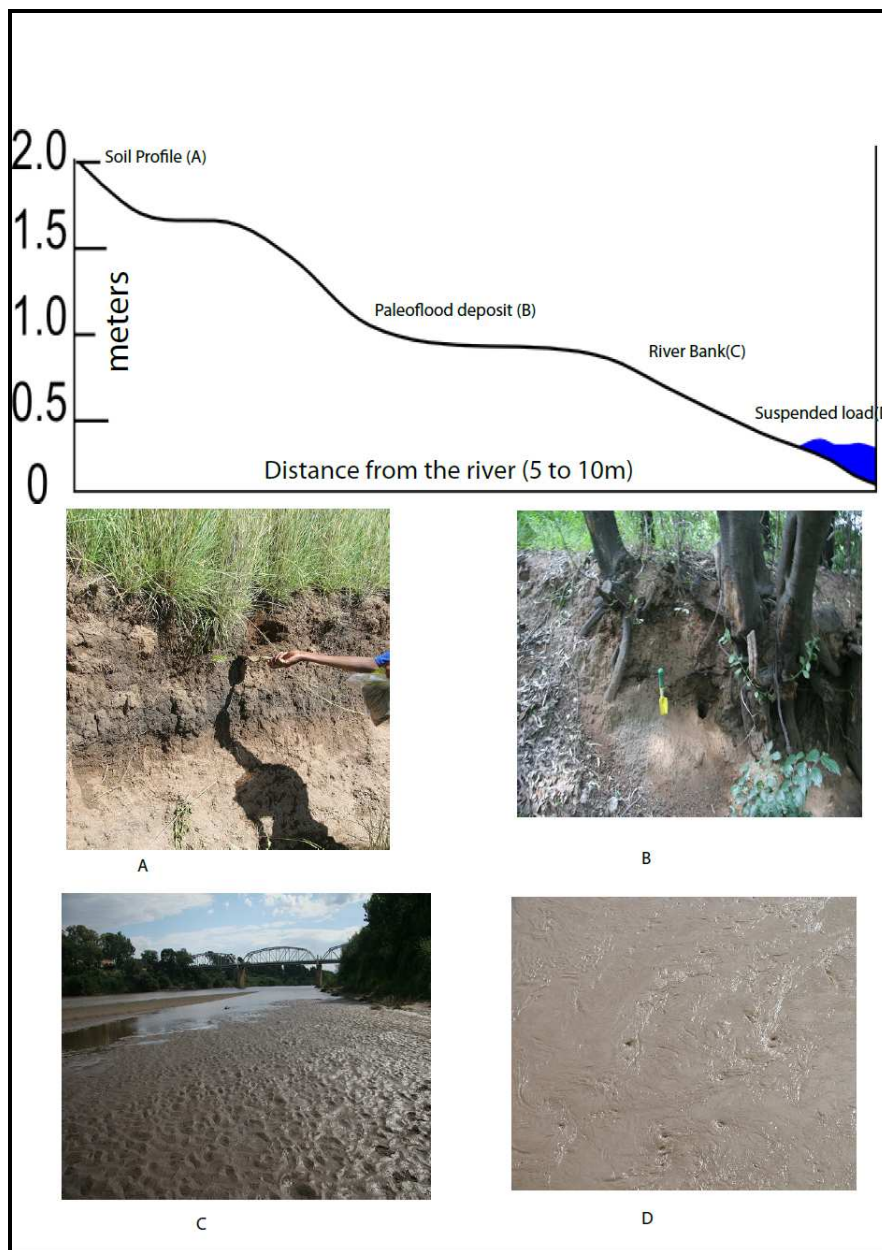 2.0
Soil Profile (A)
1.5
meters
Paleoflood deposit (B)
1.0
River Bank(C)
0.5
Suspended load(
Distance from the river (5 to 10m)
0
A
B
C
D